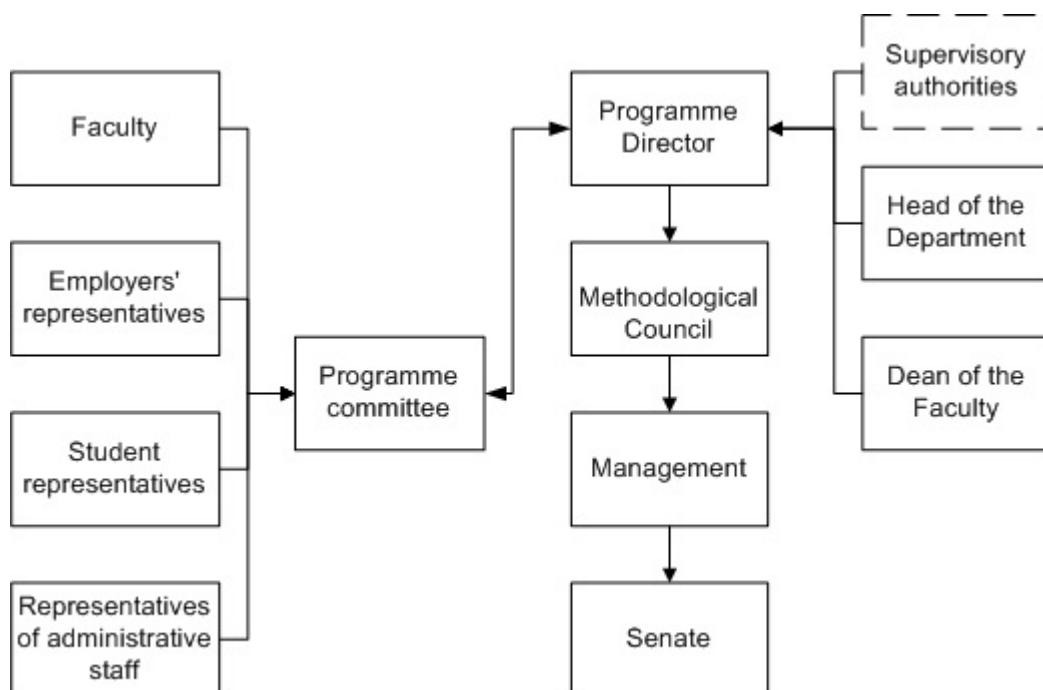 Faculty
Employers'
representatives
Student
representatives
Representatives
of administrative
staff
Programme
committee
Programme
Director
Methodological
Council
Management
Senate
Supervisory
authorities
Head of the
Department
Dean of the
Faculty